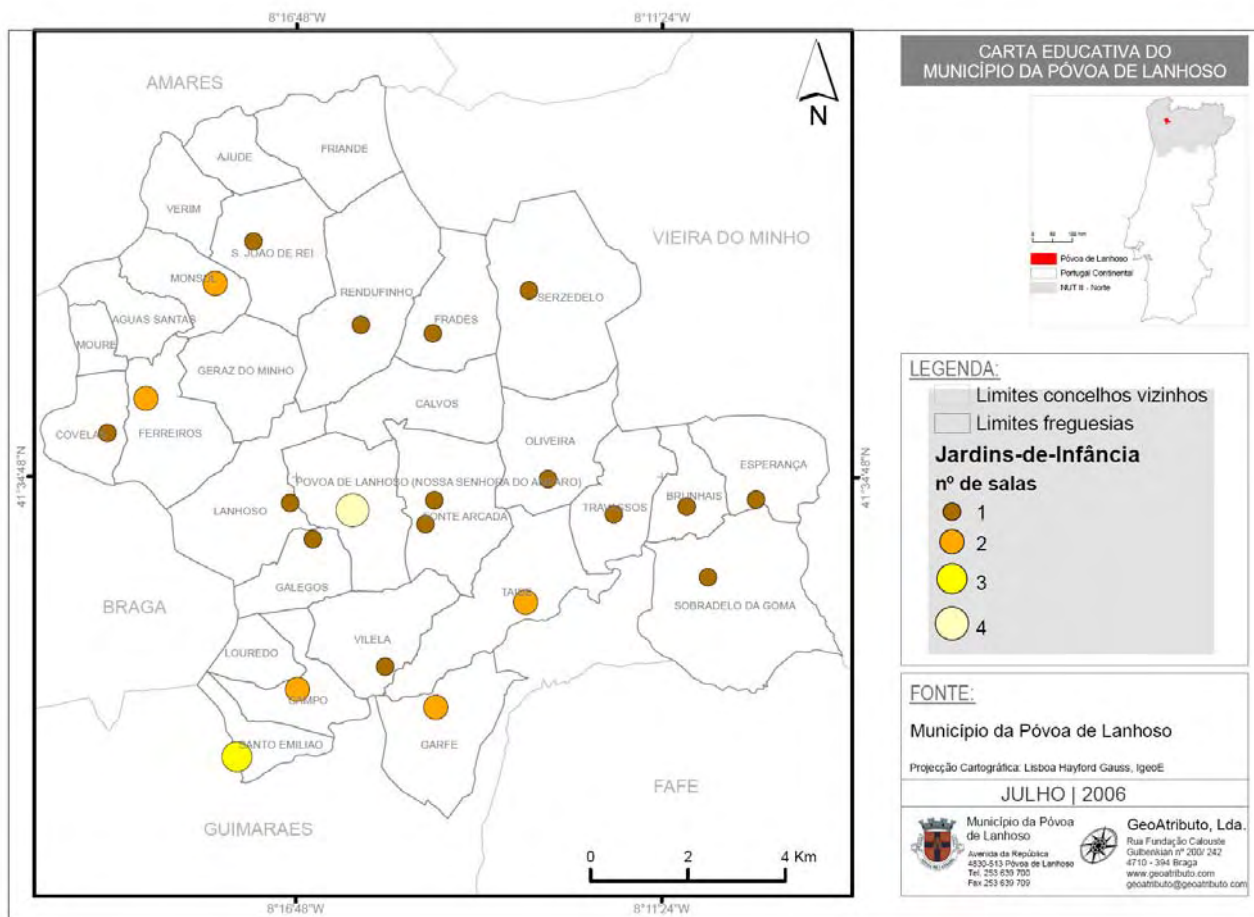 8°16'48"W
8°11'24"W
AMARES
N
AJUDE
FRIANDE
VERIM
S. JOAO DE REI
VIEIRA DO MINHO
MONSUL
RENDUFINHO
SERZEDELO
AGUAS SANTAS
FRADES
MOURE
GERAZ DO MINHO
CALVOS
COVELAS
FERREIROS
OLIVEIRA
ESPERANÇA
41°34'48"N
41°34'48"N
POVOA DE LANHOSO (NOSSA SENHORA DO AMPARO)
BRUNHAIS
LANHOSO
FONTE ARCADA
TRAVASSOS
GALEGOS
TAIDE
SOBRADELO DA GOMA
BRAGA
VILELA
LOUREDO
CAMPO
SANTO EMILIAO
GARFE
FAFE
GUIMARAES
0 2 4 Km
8°16'48"W
8°11'24"W
CARTA EDUCATIVA DO
MUNICÍPIO DA PÓVOA DE LANHOSO
Póvoa de Lanhoso
Portugal Continental
NUT II - Norte
LEGENDA:
Limites concelhos vizinhos
Limites freguesias
Jardins-de-Infância
nº de salas
1
2
3
4
FONTE:
Município da Póvoa de Lanhoso
Projecção Cartográfica: Lisboa Hayford Gauss, IgeoE
JULHO | 2006
Município da Póvoa
de Lanhoso
Avenida da República
4830-513 Póvoa de Lanhoso
Tel. 253 639 700
Fax 253 639 709
GeoAtributo, Lda.
Rua Fundação Calouste
Gulbenkian nº 200/ 242
4710 - 394 Braga
www.geoatributo.com
geoatributo@geoatributo.com